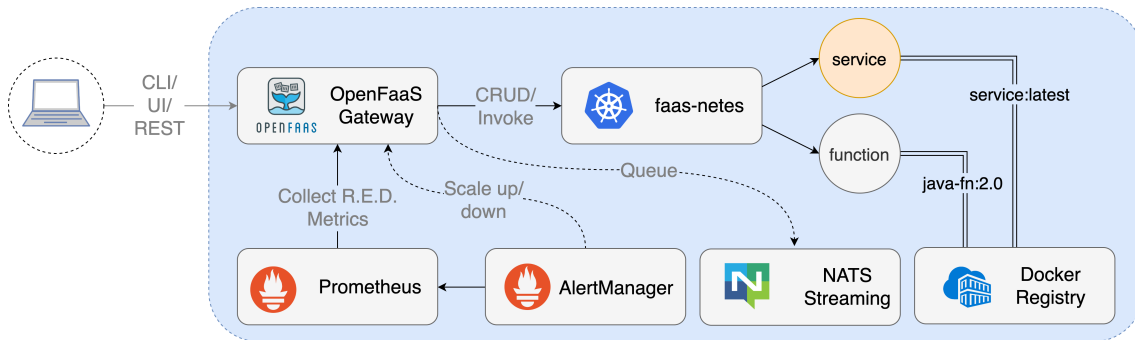 CLI/
UI/
REST
OPENFAAS
OpenFaaS
Gateway
CRUD/
Invoke
faas-netes
service
service:latest
function
java-fn:2.0
Queue
Collect R.E.D.
Metrics
Scale up/
down
Prometheus
AlertManager
N
NATS
Streaming
Docker
Registry